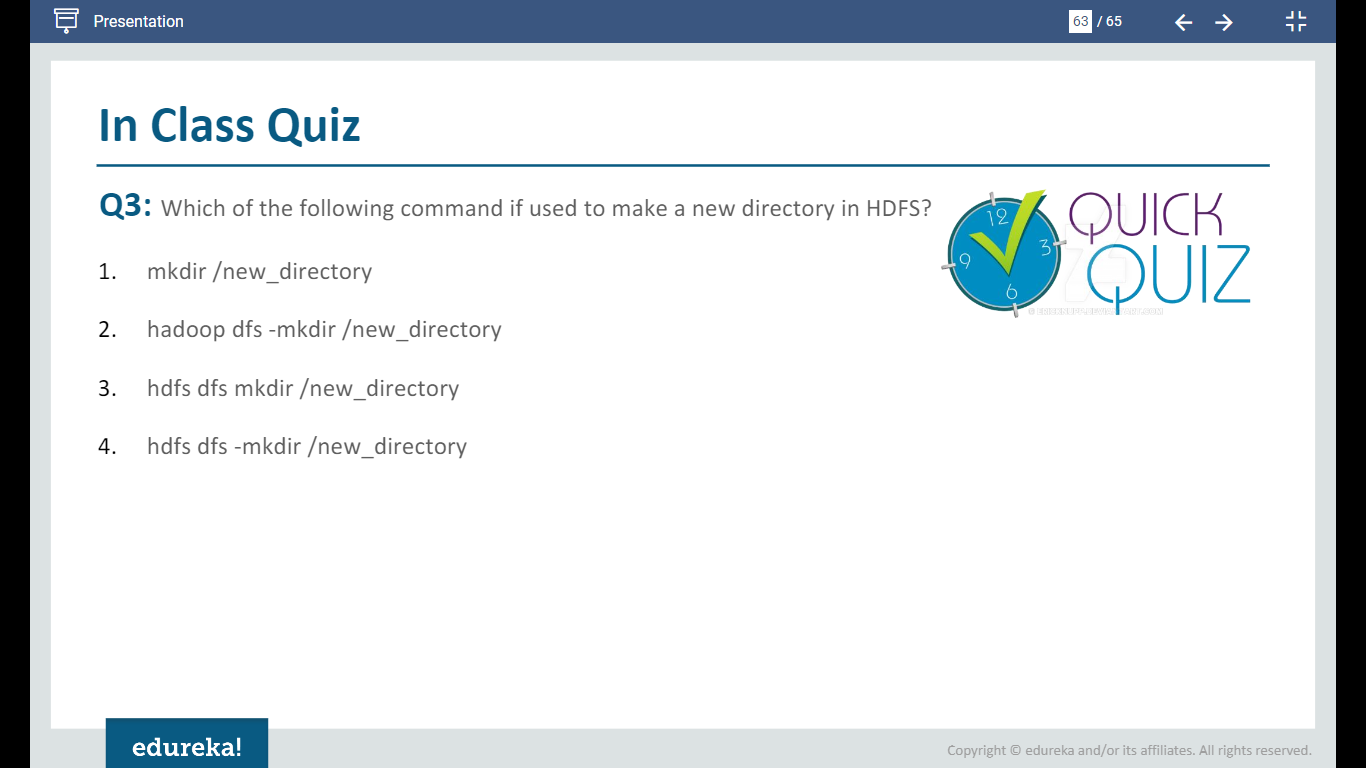 Presentation
63 / 65
In Class Quiz
Q3: Which of the following command if used to make a new directory in HDFS?
1. mkdir /new_directory
2. hadoop dfs -mkdir /new_directory
3. hdfs dfs mkdir /new_directory
4. hdfs dfs -mkdir /new_directory
12
3
6
9
QUICK
QUIZ
edureka!
Copyright © edureka and/or its affiliates. All rights reserved.